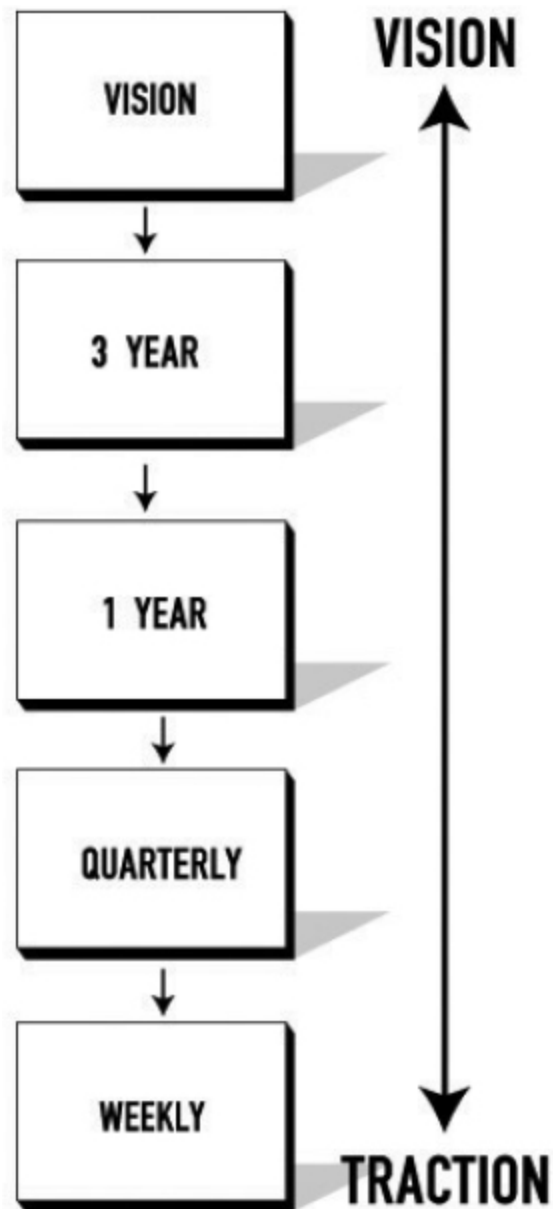 VISION
VISION
3 YEAR
1 YEAR
QUARTERLY
WEEKLY
TRACTION